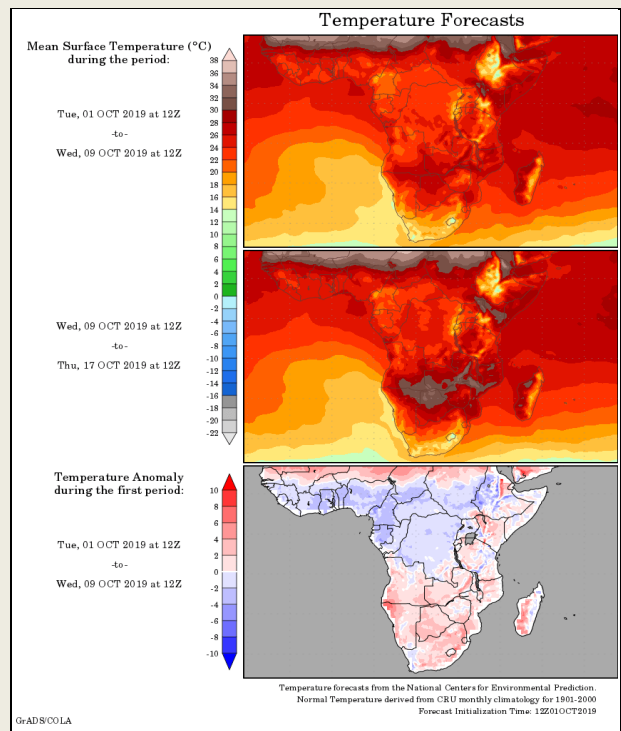 Temperature Forecasts
Mean Surface Temperature (°C)
during the period:
Tue, 01 OCT 2019 at 12Z
-to-
Wed, 09 OCT 2019 at 12Z
38
36
34
32
30
28
26
24
22
20
18
16
14
12
10
8
6
4
2
0
-2
-4
-6
-8
-10
-12
-14
-16
-18
-20
-22
Wed, 09 OCT 2019 at 12Z
-to-
Thu, 17 OCT 2019 at 12Z
Temperature Anomaly
during the first period:
Tue, 01 OCT 2019 at 12Z
-to-
Wed, 09 OCT 2019 at 12Z
10
8
6
4
2
0
-2
-4
-6
-8
-10
Temperature forecasts from the National Centers for Environmental Prediction.
Normal Temperature derived from CRU monthly climatology for 1901-2000
Forecast Initialization Time: 12Z01OCT2019
GrADS/COLA